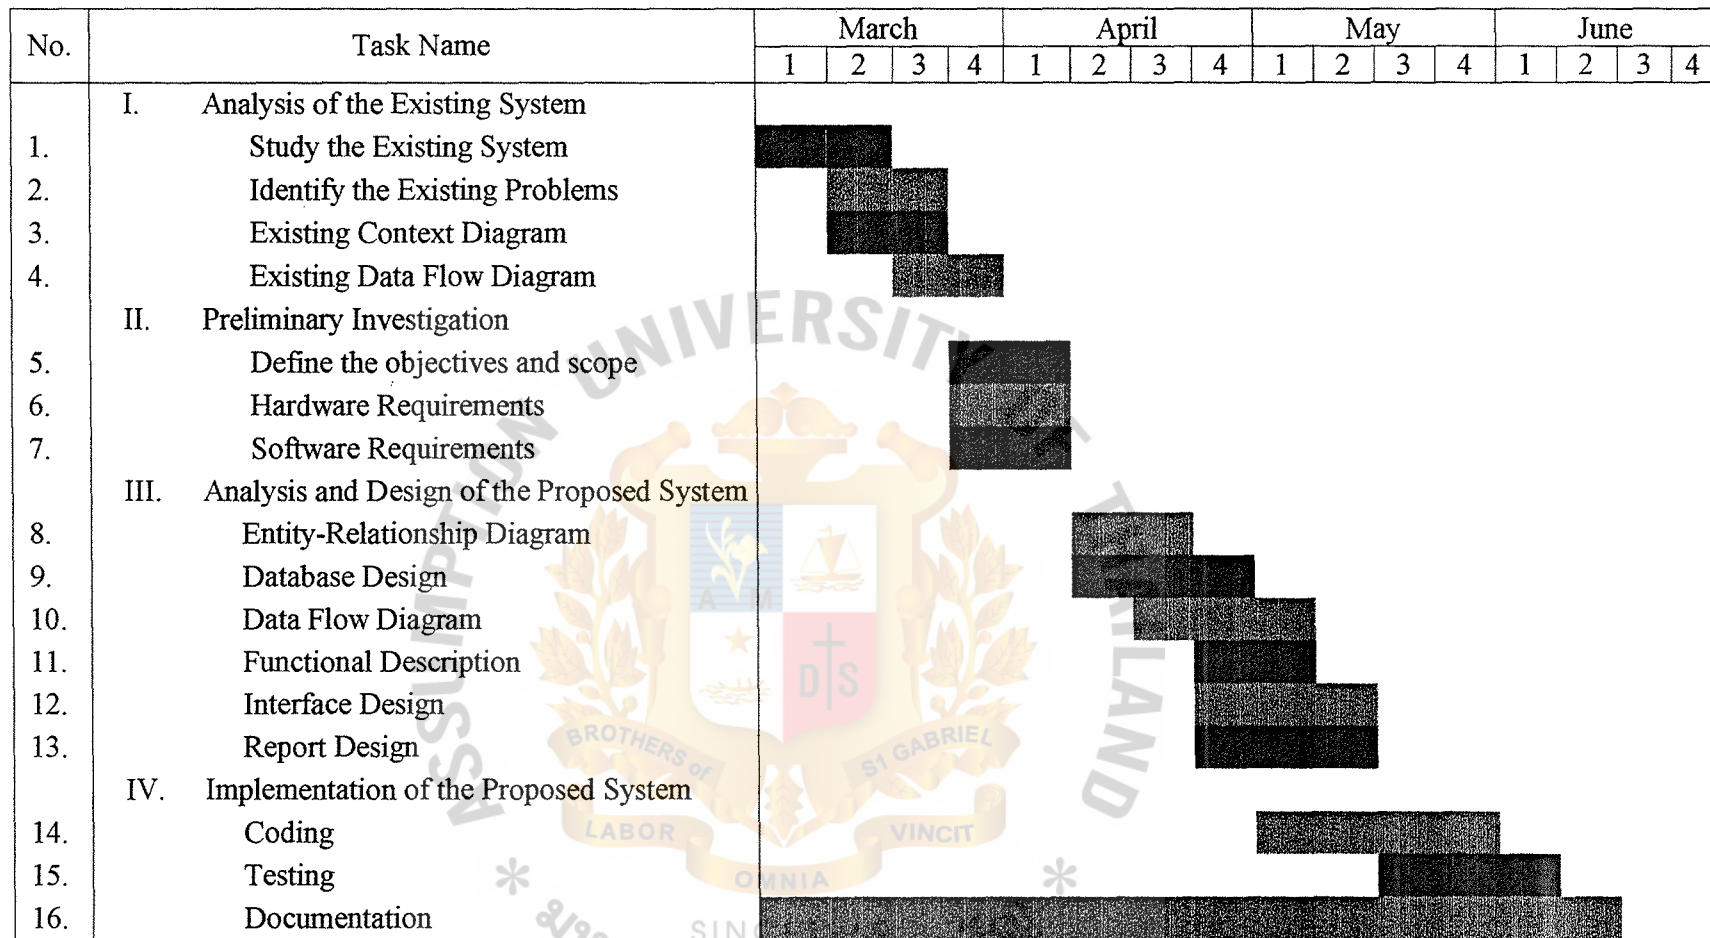 No. Task Name March April May June
1 2 3 4 1 2 3 4 1 2 3 4 1 2 3 4
I. Analysis of the Existing System
1. Study the Existing System
2. Identify the Existing Problems
3. Existing Context Diagram
4. Existing Data Flow Diagram
II. Preliminary Investigation
5. Define the objectives and scope
6. Hardware Requirements
7. Software Requirements
III. Analysis and Design of the Proposed System
8. Entity-Relationship Diagram
9. Database Design
10. Data Flow Diagram
11. Functional Description
12. Interface Design
13. Report Design
IV. Implementation of the Proposed System
14. Coding
15. Testing
16. Documentation
ASSUMPTION UNIVERSITY THAILAND
A M
D S
BROTHERS of St GABRIEL
LABOR VINCIT
OMNIA